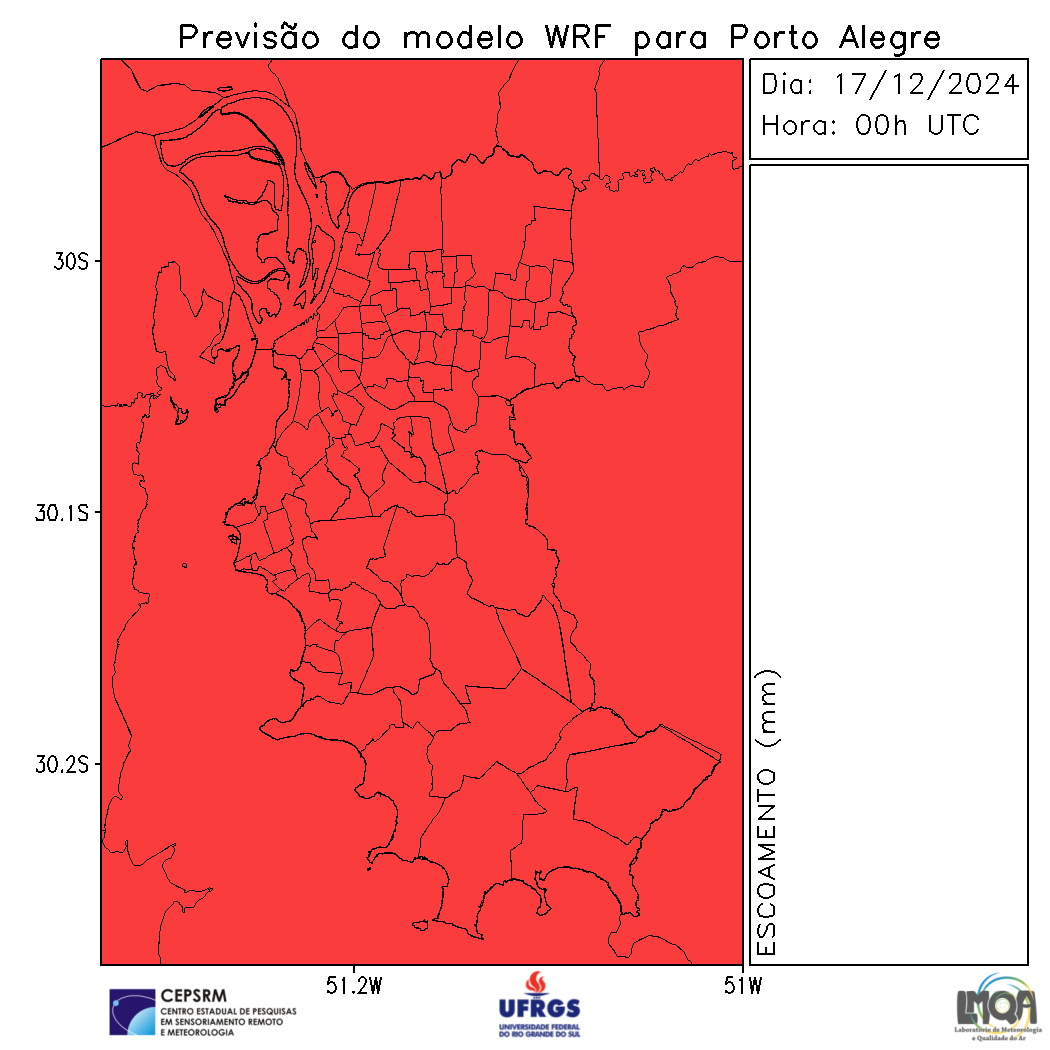 Previsão do modelo WRF para Porto Alegre
Dia: 17/12/2024
Hora: 00h UTC
30S
30.1S
30.2S
ESCOAMENTO (mm)
51.2W
51W
CEPSRM
CENTRO ESTADUAL DE PESQUISAS
EM SENSORIAMENTO REMOTO
E METEOROLOGIA
UFRGS
UNIVERSIDADE FEDERAL
DO RIO GRANDE DO SUL
LMQA
Laboratório de Meteorologia
e Qualidade do Ar